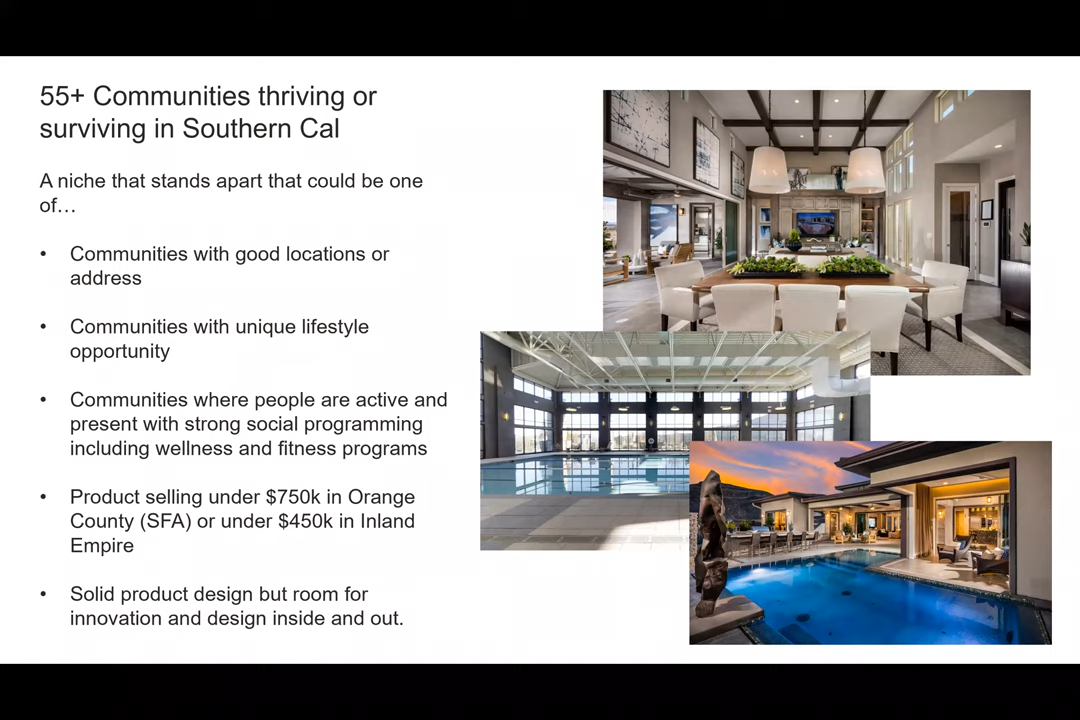 55+ Communities thriving or
surviving in Southern Cal
A niche that stands apart that could be one
of…
• Communities with good locations or
address
• Communities with unique lifestyle
opportunity
• Communities where people are active and
present with strong social programming
including wellness and fitness programs
• Product selling under $750k in Orange
County (SFA) or under $450k in Inland
Empire
• Solid product design but room for
innovation and design inside and out.